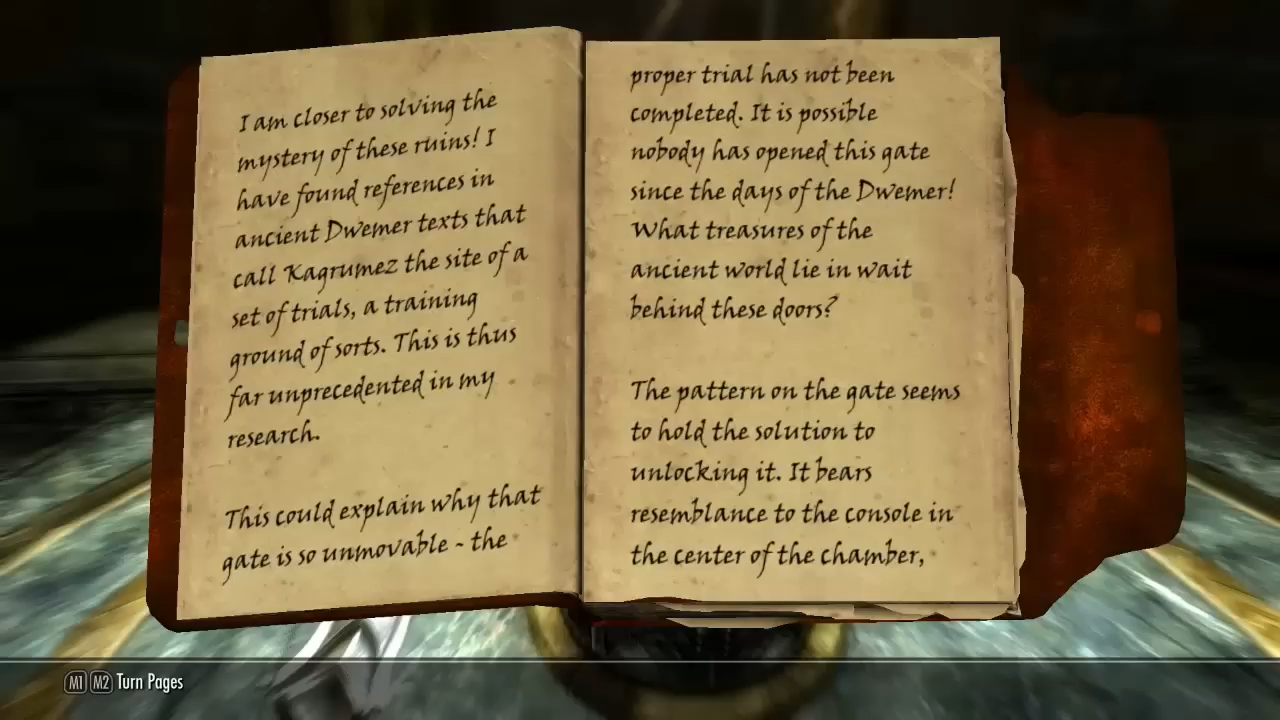 I am closer to solving the
mystery of these ruins! I
have found references in
ancient Dwemer texts that
call Kagrumez the site of a
set of trials, a training
ground of sorts. This is thus
far unprecedented in my
research.
This could explain why that
gate is so unmovable - the
proper trial has not been
completed. It is possible
nobody has opened this gate
since the days of the Dwemer!
What treasures of the
ancient world lie in wait
behind these doors?
The pattern on the gate seems
to hold the solution to
unlocking it. It bears
resemblance to the console in
the center of the chamber,
M1 M2 Turn Pages